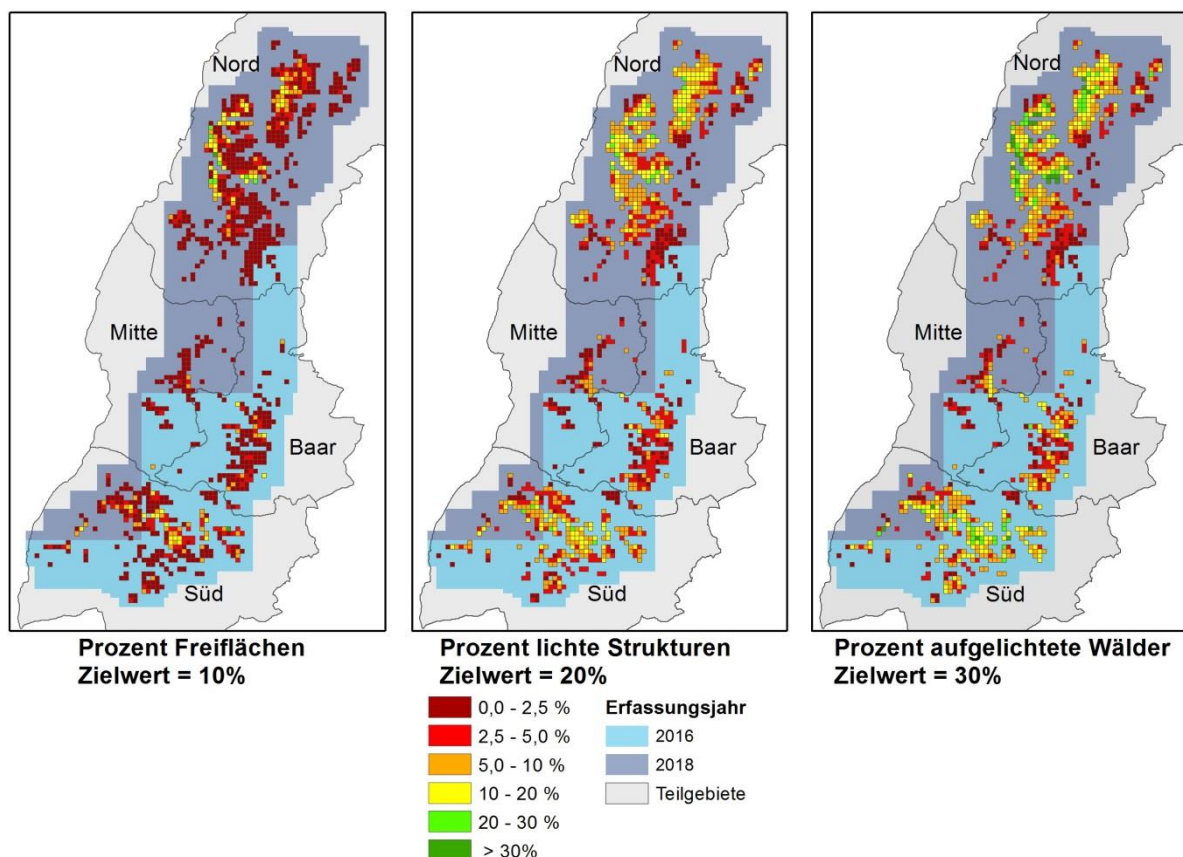 Nord
Mitte
Baar
Süd
Prozent Freiflächen
Zielwert = 10%
Nord
Mitte
Baar
Süd
Prozent lichte Strukturen
Zielwert = 20%
Nord
Mitte
Baar
Süd
Prozent aufgelichtete Wälder
Zielwert = 30%
0,0 - 2,5 %
2,5 - 5,0 %
5,0 - 10 %
10 - 20 %
20 - 30 %
> 30%
Erfassungsjahr
2016
2018
Teilgebiete